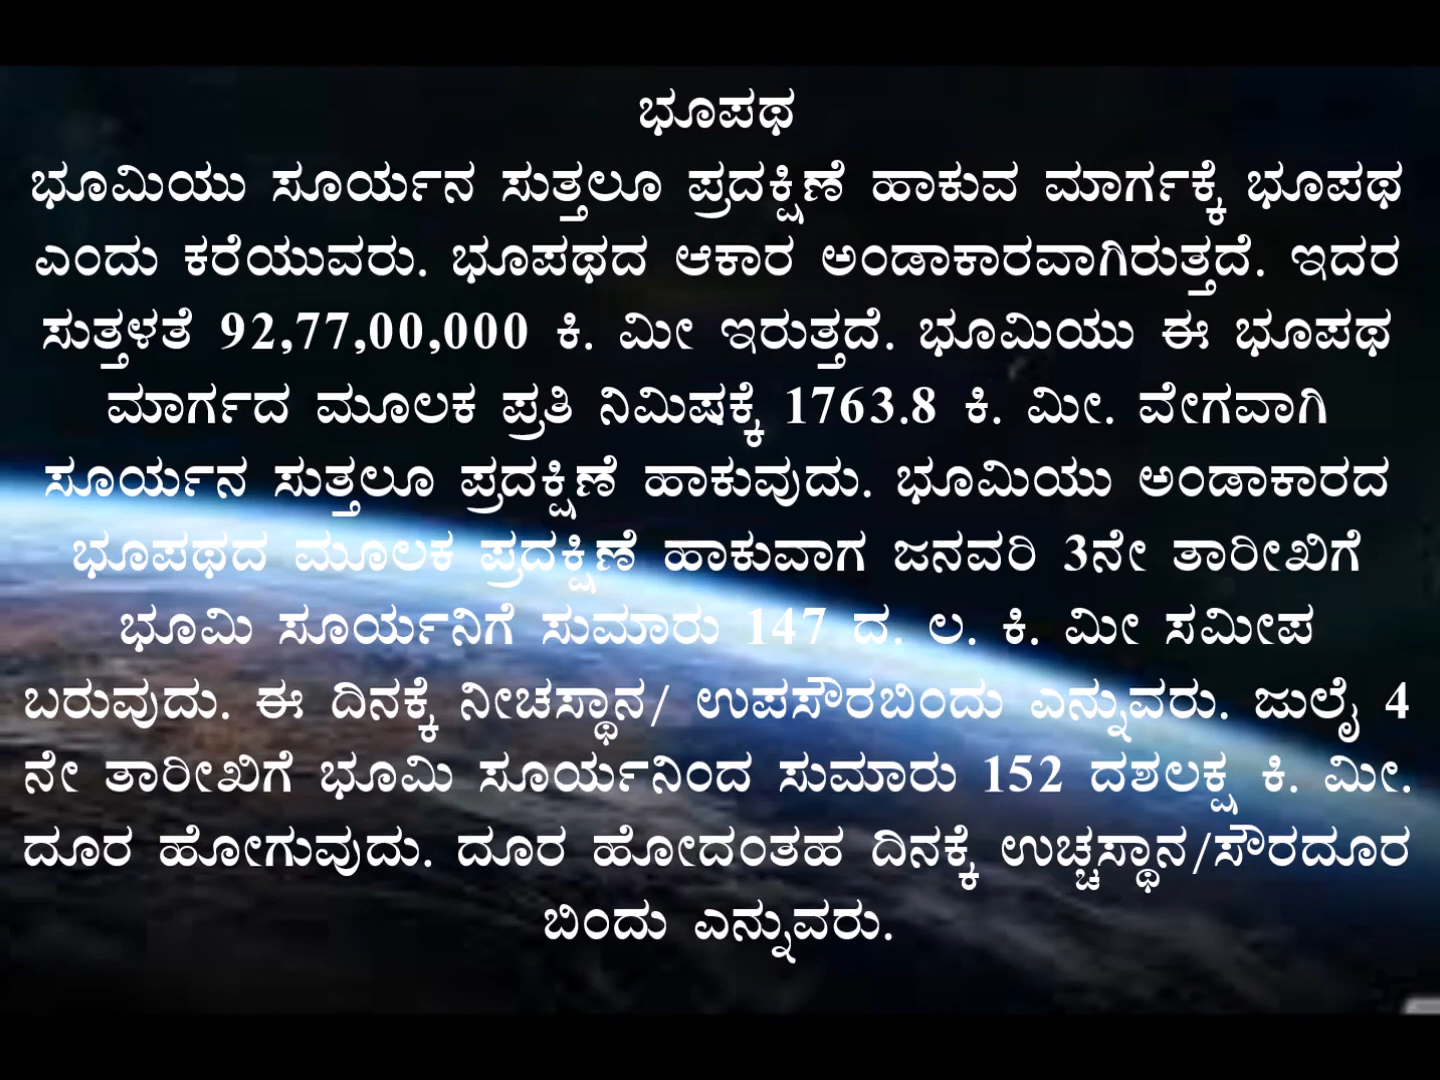 ಭೂಪಥ
ಭೂಮಿಯು ಸೂರ್ಯನ ಸುತ್ತಲೂ ಪ್ರದಕ್ಷಿಣೆ ಹಾಕುವ ಮಾರ್ಗಕ್ಕೆ ಭೂಪಥ
ಎಂದು ಕರೆಯುವರು. ಭೂಪಥದ ಆಕಾರ ಅಂಡಾಕಾರವಾಗಿರುತ್ತದೆ. ಇದರ
ಸುತ್ತಳತೆ 92,77,00,000 ಕಿ. ಮೀ ಇರುತ್ತದೆ. ಭೂಮಿಯು ಈ ಭೂಪಥ
ಮಾರ್ಗದ ಮೂಲಕ ಪ್ರತಿ ನಿಮಿಷಕ್ಕೆ 1763.8 ಕಿ. ಮೀ. ವೇಗವಾಗಿ
ಸೂರ್ಯನ ಸುತ್ತಲೂ ಪ್ರದಕ್ಷಿಣೆ ಹಾಕುವುದು. ಭೂಮಿಯು ಅಂಡಾಕಾರದ
ಭೂಪಥದ ಮೂಲಕ ಪ್ರದಕ್ಷಿಣೆ ಹಾಕುವಾಗ ಜನವರಿ 3ನೇ ತಾರೀಖಿಗೆ
ಭೂಮಿ ಸೂರ್ಯನಿಗೆ ಸುಮಾರು 147 ದ. ಲ. ಕಿ. ಮೀ ಸಮೀಪ
ಬರುವುದು. ಈ ದಿನಕ್ಕೆ ನೀಚಸ್ಥಾನ/ ಉಪಸೌರಬಿಂದು ಎನ್ನುವರು. ಜುಲೈ 4
ನೇ ತಾರೀಖಿಗೆ ಭೂಮಿ ಸೂರ್ಯನಿಂದ ಸುಮಾರು 152 ದಶಲಕ್ಷ ಕಿ. ಮೀ.
ದೂರ ಹೋಗುವುದು. ದೂರ ಹೋದಂತಹ ದಿನಕ್ಕೆ ಉಚ್ಚಸ್ಥಾನ/ಸೌರದೂರ
ಬಿಂದು ಎನ್ನುವರು.